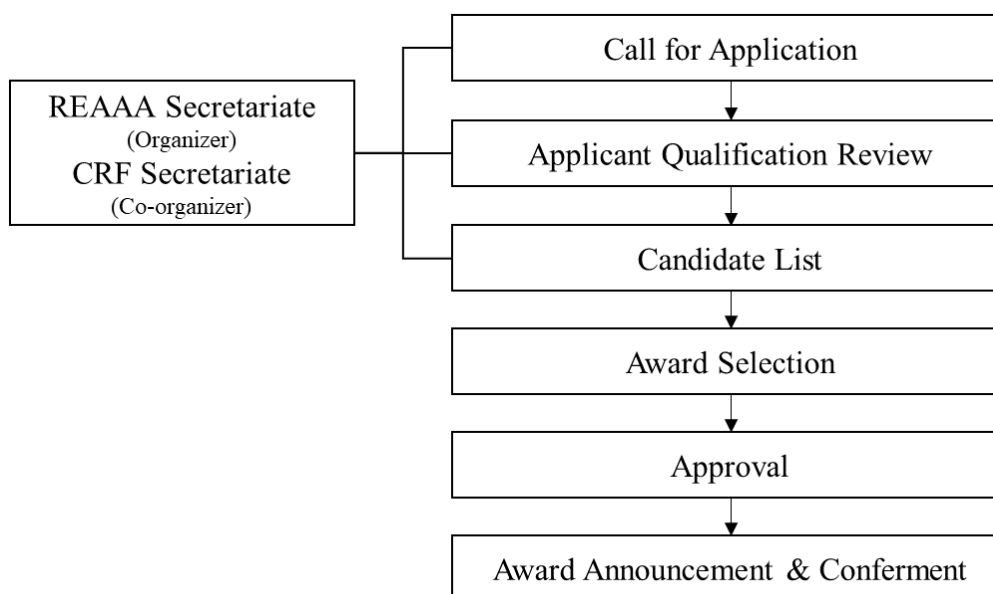 REAAA Secretariate
(Organizer)
CRF Secretariate
(Co-organizer)
Call for Application
Applicant Qualification Review
Candidate List
Award Selection
Approval
Award Announcement & Conferment